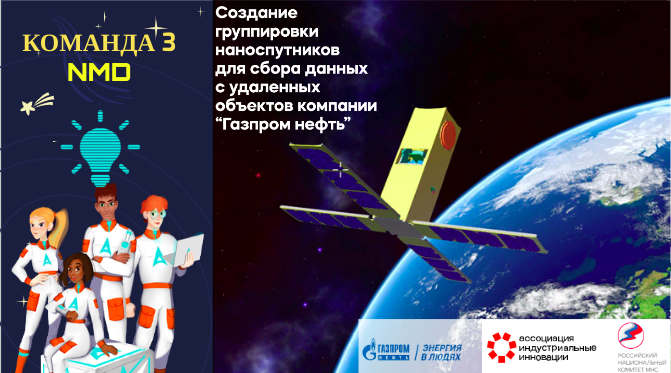 КОМАНДА 3
NMD
Создание
группировки
наноспутников
для сбора данных
с удаленных
объектов компании
“Газпром нефть”
ГАЗПРОМ
НЕФТЬ
ЭНЕРГИЯ
В ЛЮДЯХ
ассоциация
индустриальные
инновации
РОССИЙСКИЙ
НАЦИОНАЛЬНЫЙ
КОМИТЕТ МНС